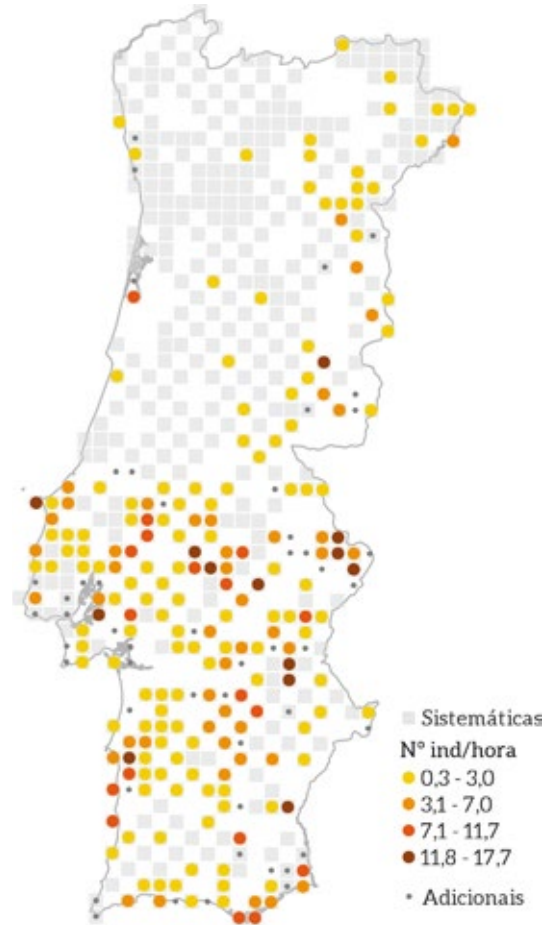 Sistemáticas
Nº ind/hora
0,3 - 3,0
3,1 - 7,0
7,1 - 11,7
11,8 - 17,7
Adicionais